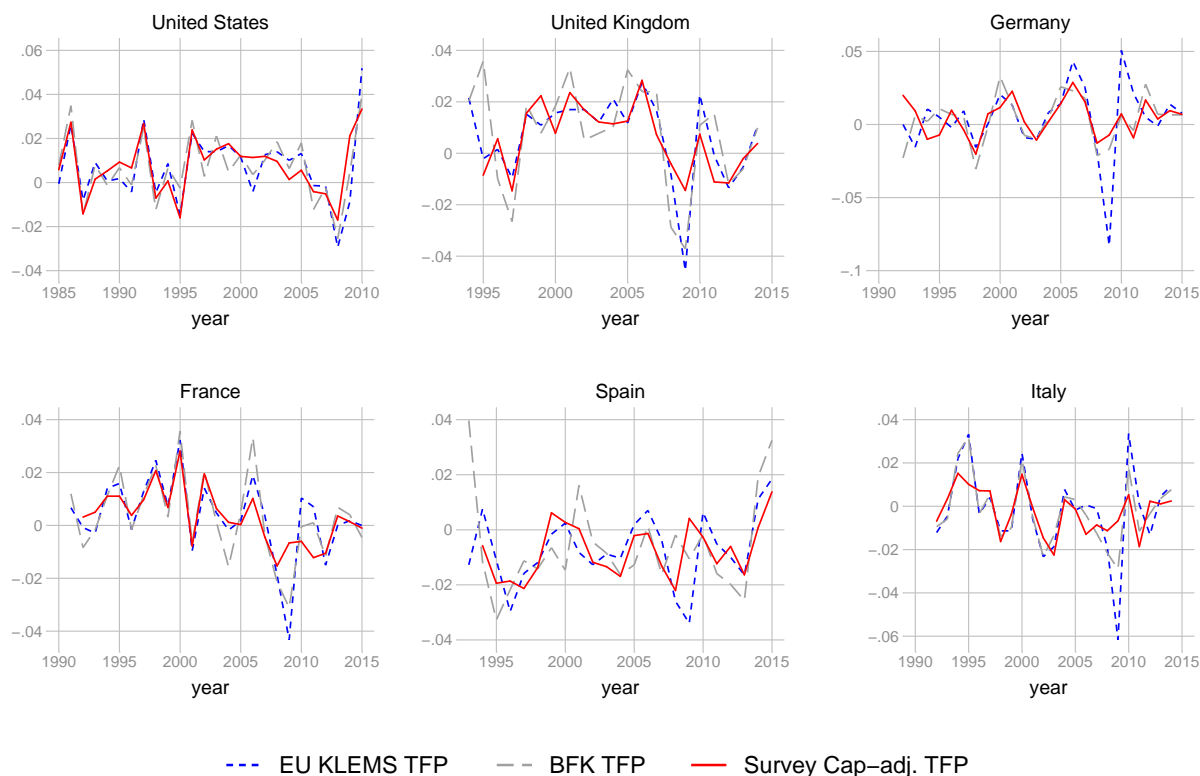 United States
United Kingdom
Germany
.06
.04
.02
0
−.02
−.04
1985 1990 1995 2000 2005 2010
year
.04
.02
0
−.02
−.04
1995 2000 2005 2010 2015
year
.05
0
−.05
−.1
1990 1995 2000 2005 2010 2015
year
France
Spain
Italy
.04
.02
0
−.02
−.04
1990 1995 2000 2005 2010 2015
year
.04
.02
0
−.02
−.04
1995 2000 2005 2010 2015
year
.04
.02
0
−.02
−.04
−.06
1990 1995 2000 2005 2010 2015
year
EU KLEMS TFP BFK TFP Survey Cap−adj. TFP